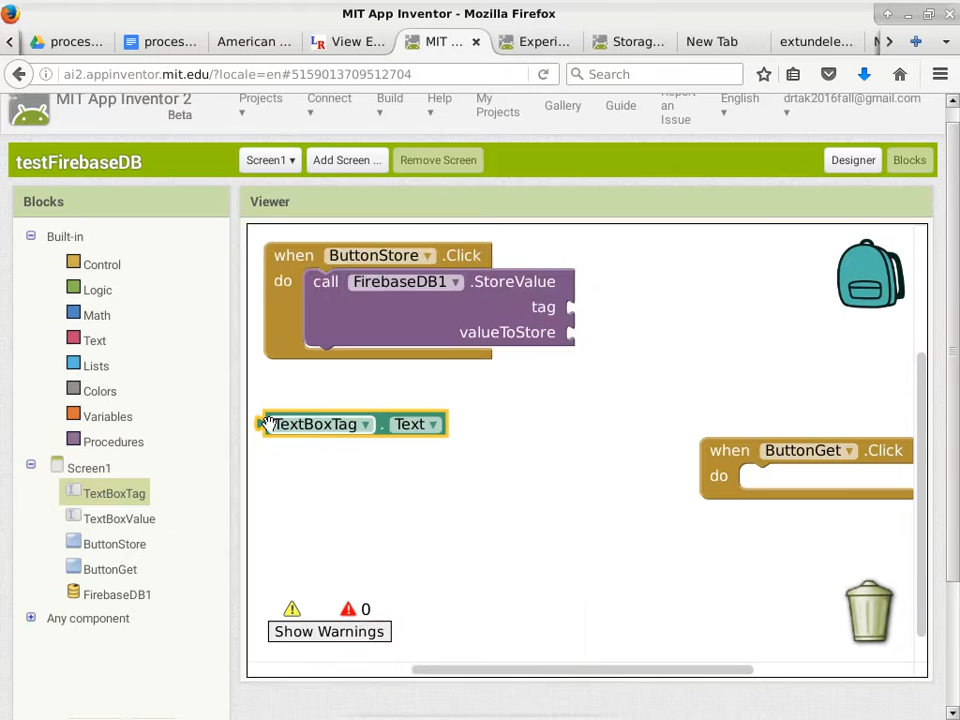 MIT App Inventor - Mozilla Firefox
proces... proces... American ... View E... MIT ... Experi... Storag... New Tab extundele...
ai2.appinventor.mit.edu/?locale=en#5159013709512704 Search
MIT App Inventor 2
Beta
Projects Connect Build Help My Projects Gallery Guide Report an Issue English drtak2016fall@gmail.com
testFirebaseDB Screen1 Add Screen ... Remove Screen Designer Blocks
Blocks Viewer
Built-in
Control
Logic
Math
Text
Lists
Colors
Variables
Procedures
Screen1
TextBoxTag
TextBoxValue
ButtonStore
ButtonGet
FirebaseDB1
Any component
when ButtonStore .Click
do call FirebaseDB1 .StoreValue
tag
valueToStore
TextBoxTag . Text
when ButtonGet .Click
do
0
Show Warnings